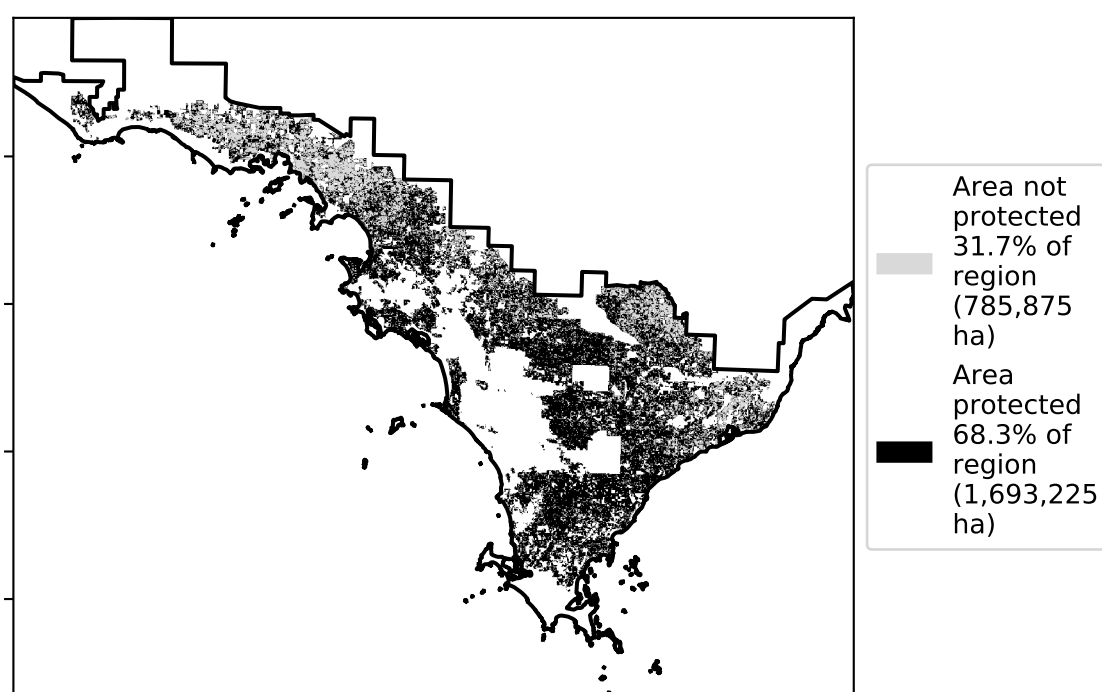 Area not
protected
31.7% of
region
(785,875
ha)
Area
protected
68.3% of
region
(1,693,225
ha)